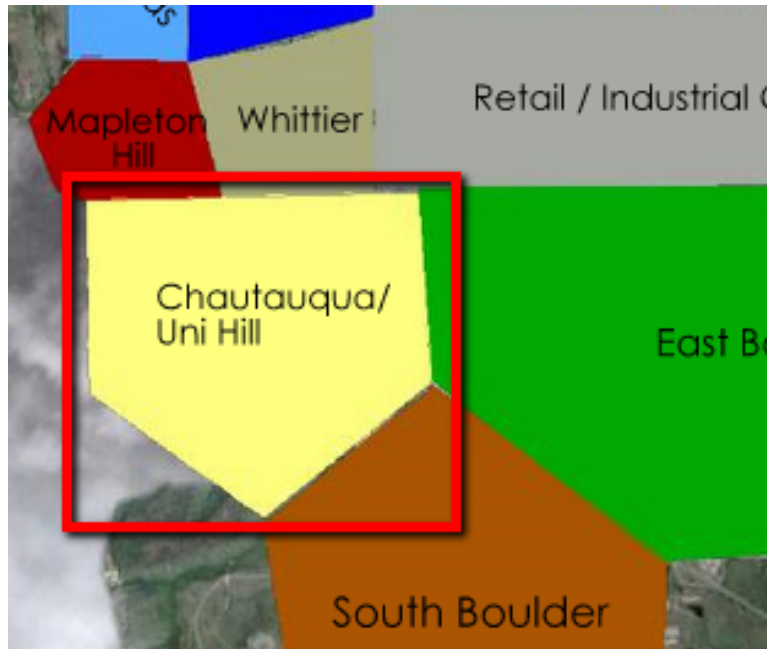 Mapleton
Hill
Whittier
Retail / Industrial
Chautauqua/
Uni Hill
East
South Boulder